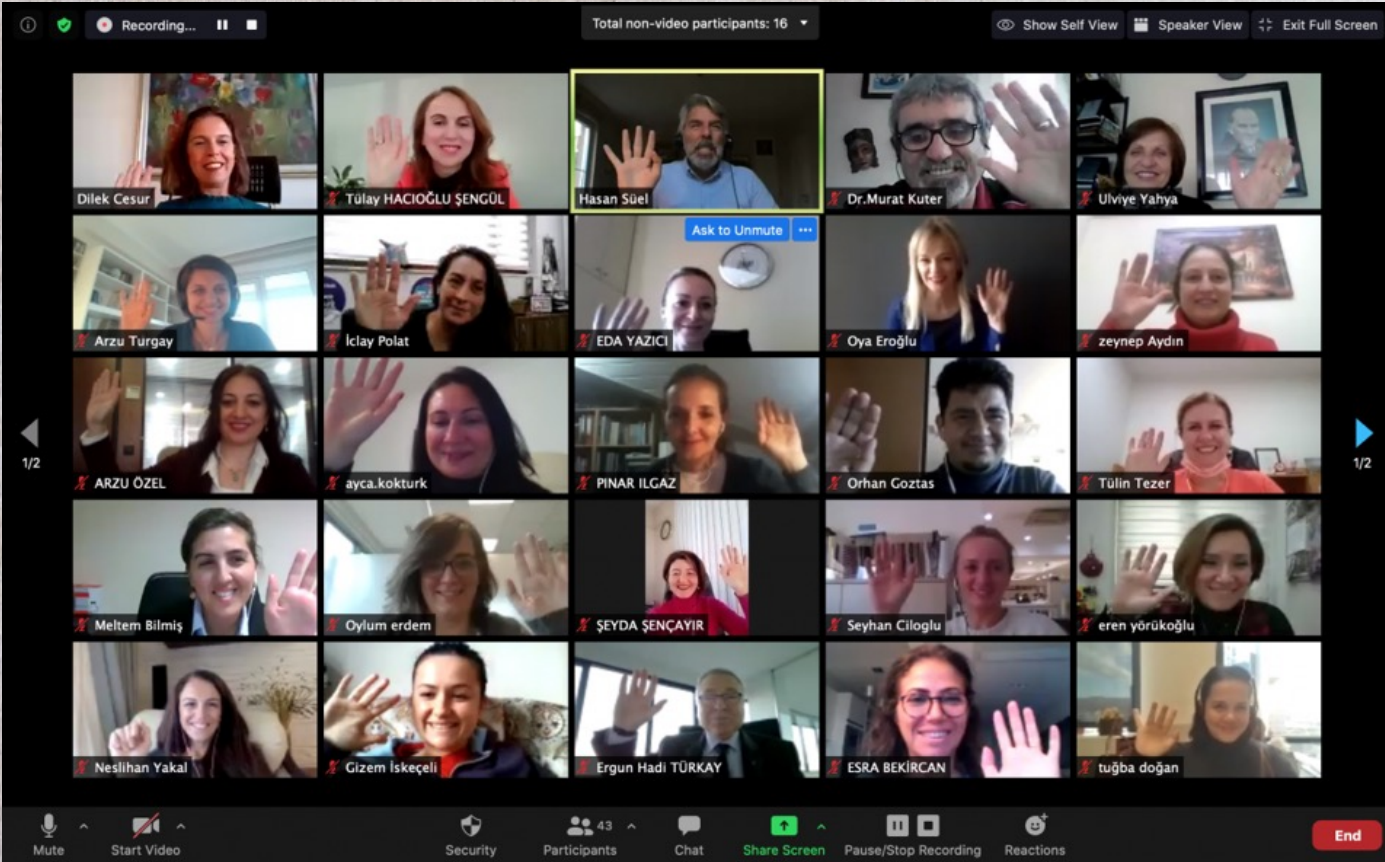 Recording...
Total non-video participants: 16
Show Self View
Speaker View
Exit Full Screen
Dilek Cesur
Tülay HACIOĞLU ŞENGÜL
Hasan Süel
Dr.Murat Kuter
Ulviye Yahya
Ask to Unmute
Arzu Turgay
İclay Polat
EDA YAZICI
Oya Eroğlu
zeynep Aydın
ARZU ÖZEL
ayca.kokturk
PINAR ILGAZ
Orhan Goztas
Tülin Tezer
1/2
1/2
Meltem Bilmiş
Oylum erdem
ŞEYDA ŞENÇAYIR
Seyhan Ciloglu
eren yörükoğlu
Neslihan Yakal
Gizem İskeçeli
Ergun Hadi TÜRKAY
ESRA BEKİRCAN
tuğba doğan
Mute
Start Video
Security
Participants
43
Chat
Share Screen
Pause/Stop Recording
Reactions
End